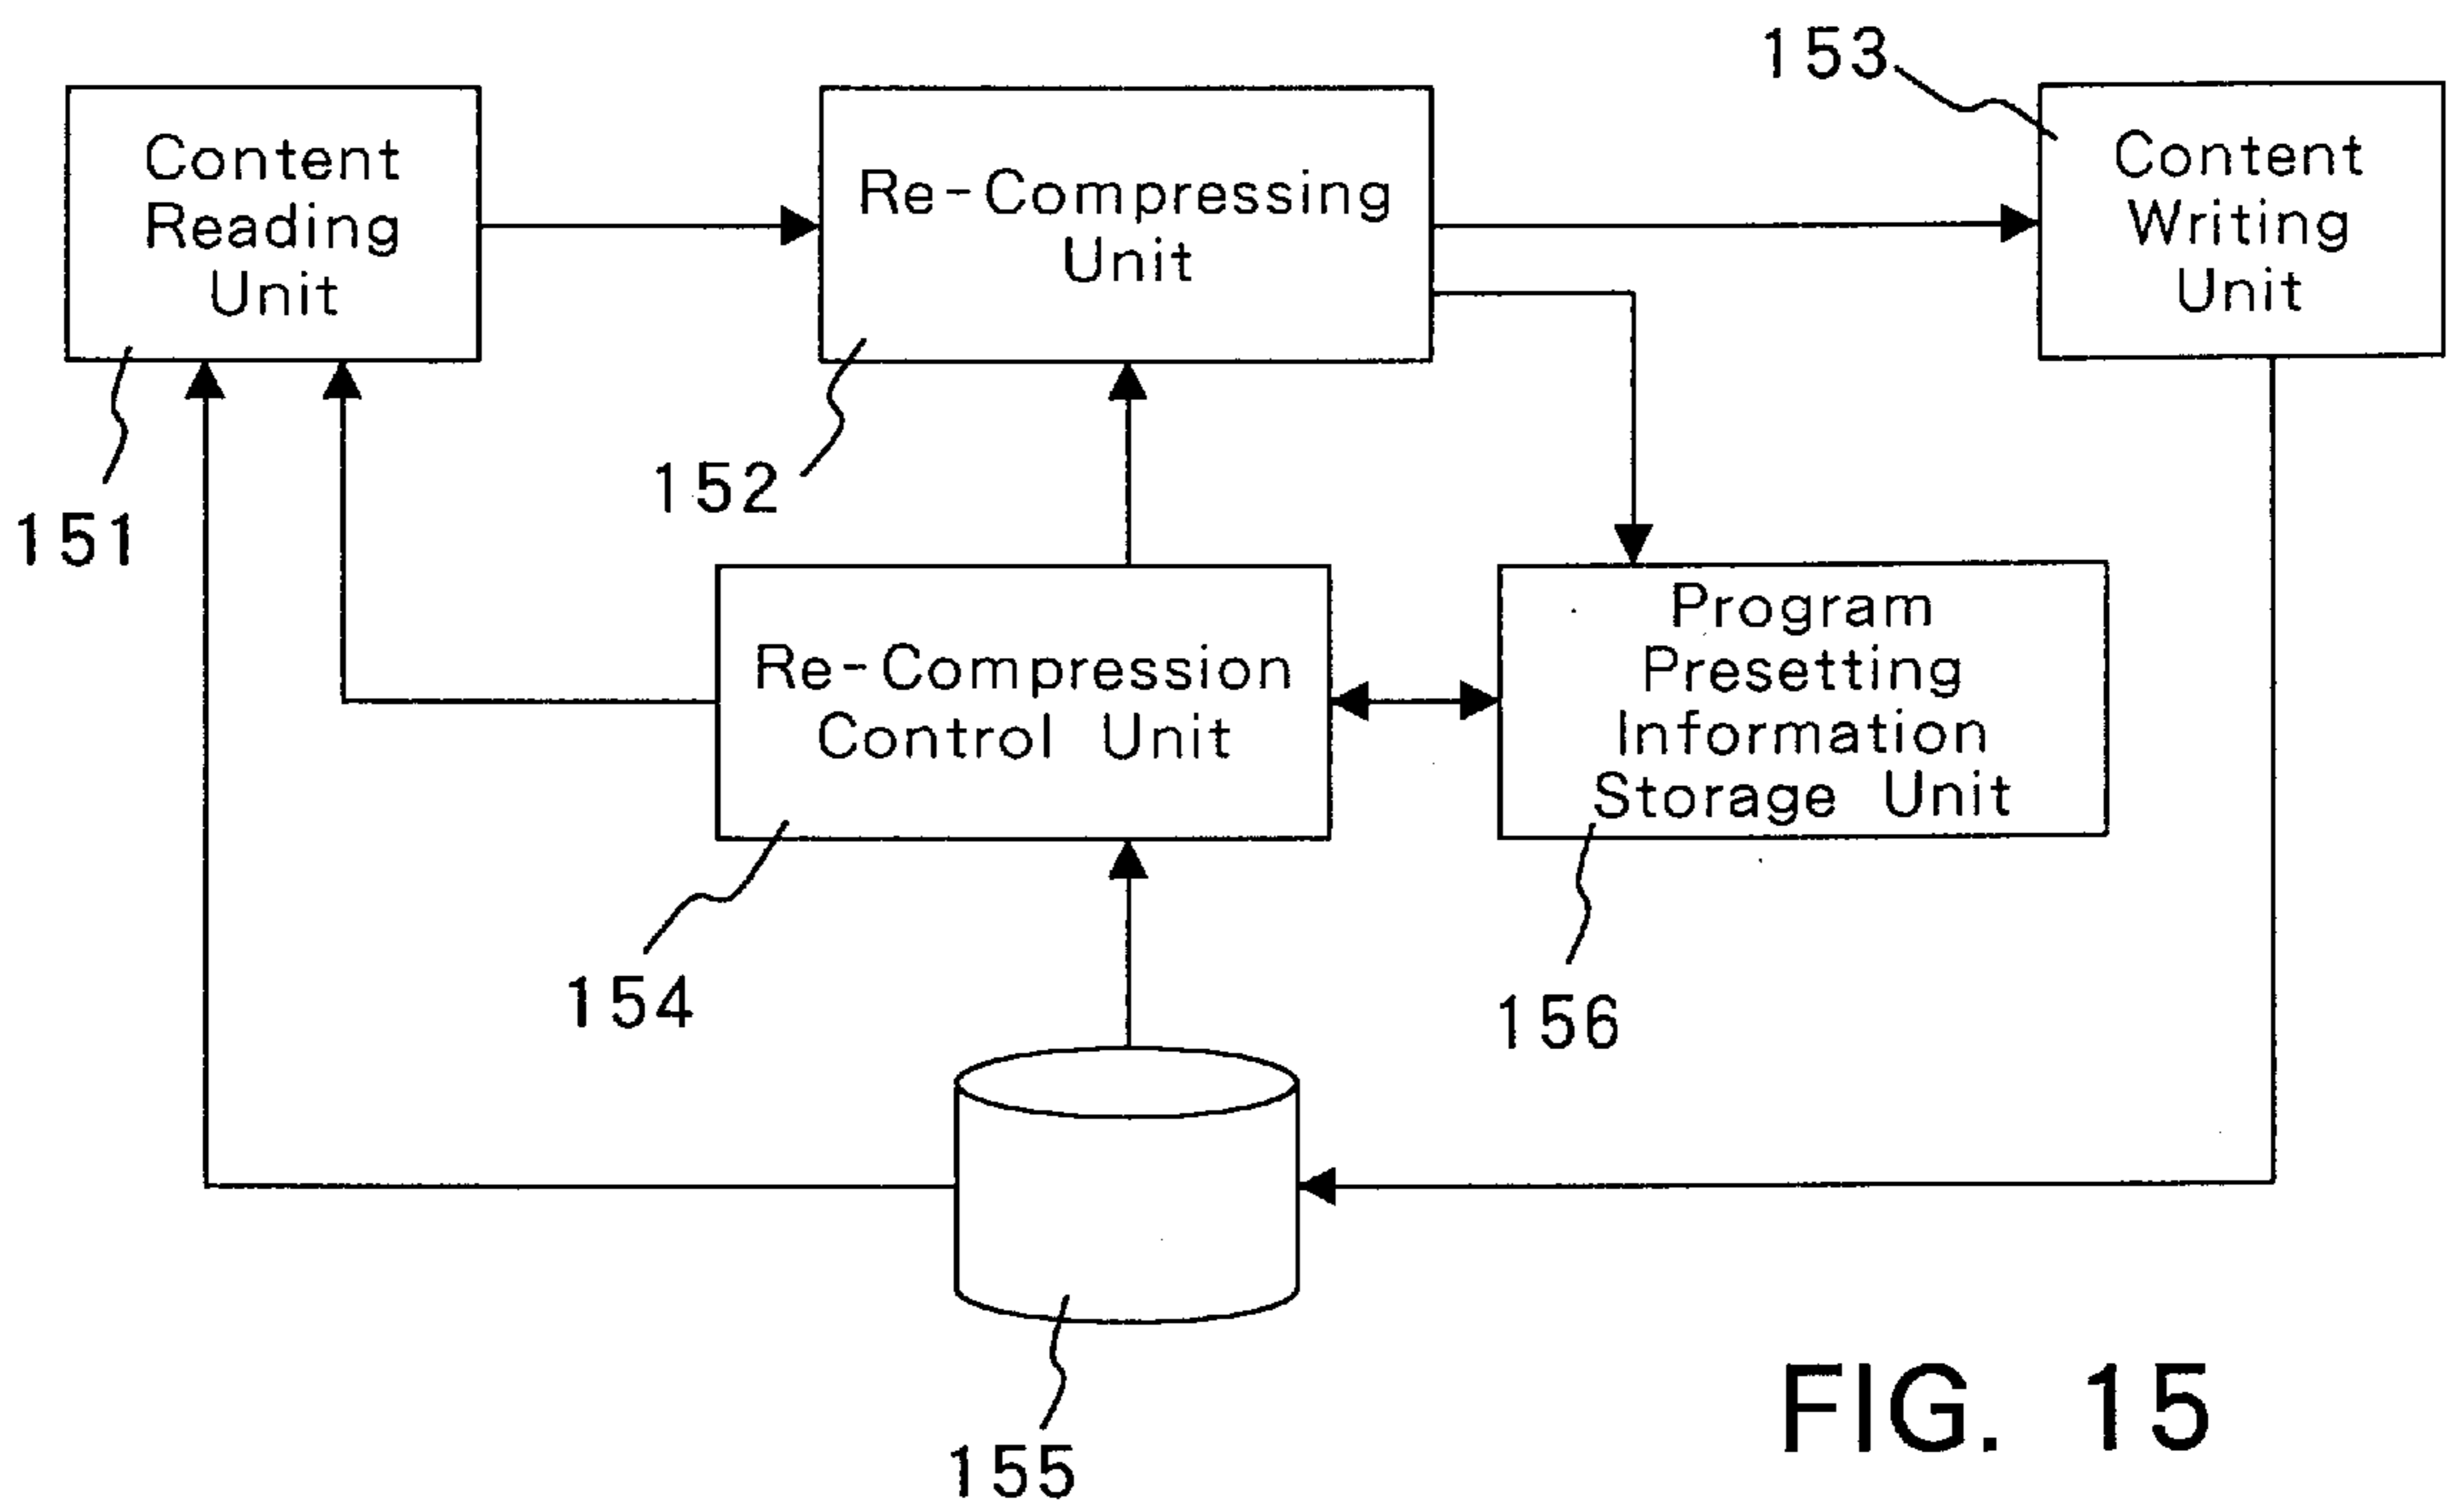 153
Content
Reading
Unit
Re-Compressing
Unit
Content
Writing
Unit
151
152
Re-Compression
Control Unit
Program
Presetting
Information
Storage Unit
154
156
155
FIG. 15